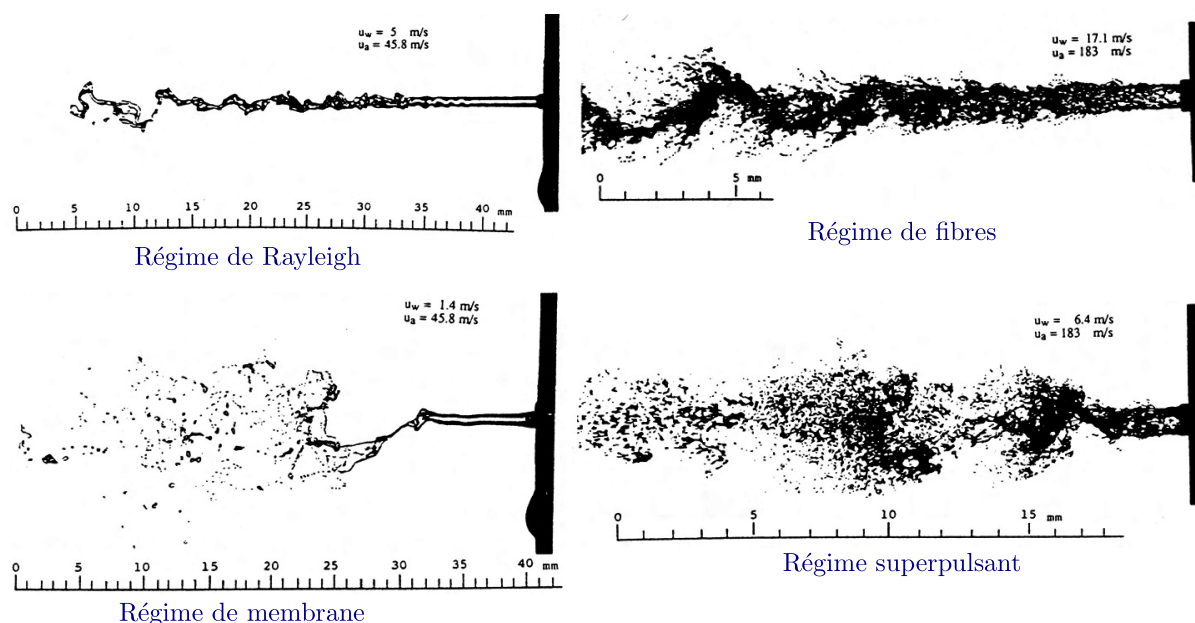 u_w = 5 m/s
u_a = 45.8 m/s
0 5 10 15 20 25 30 35 40 mm
Régime de Rayleigh
u_w = 17.1 m/s
u_a = 183 m/s
0 5 mm
Régime de fibres
u_w = 1.4 m/s
u_a = 45.8 m/s
0 5 10 15 20 25 30 35 40 mm
Régime de membrane
u_w = 6.4 m/s
u_a = 183 m/s
0 5 10 15 mm
Régime superpulsant